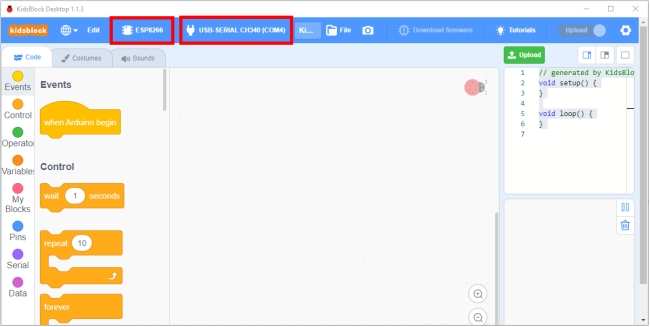 KidsBlock Desktop 1.1.3
kidsblock Edit ESP8266 USB-SERIAL CH340 (COM4) Ki... File Download firmware Tutorials Upload
Code Costumes Sounds
Upload
Events
Control
Operator
Variables
My
Blocks
Pins
Serial
Data
Events
when Arduino begin
Control
wait 1 seconds
repeat 10
forever
1 // generated by KidsBlo
2 void setup() {
3 }
4
5 void loop() {
6 }
7